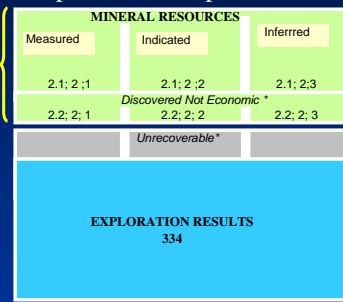 MINERAL RESOURCES
Measured Indicated Inferrred
2.1; 2 ;1 2.1; 2 ;2 2.1; 2;3
Discovered Not Economic *
2.2; 2; 1 2.2; 2; 2 2.2; 2; 3
Unrecoverable*
EXPLORATION RESULTS
334